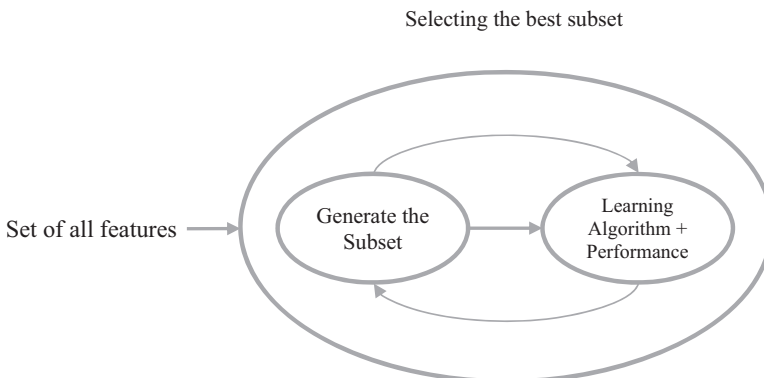 Selecting the best subset
Set of all features
Generate the
Subset
Learning
Algorithm +
Performance